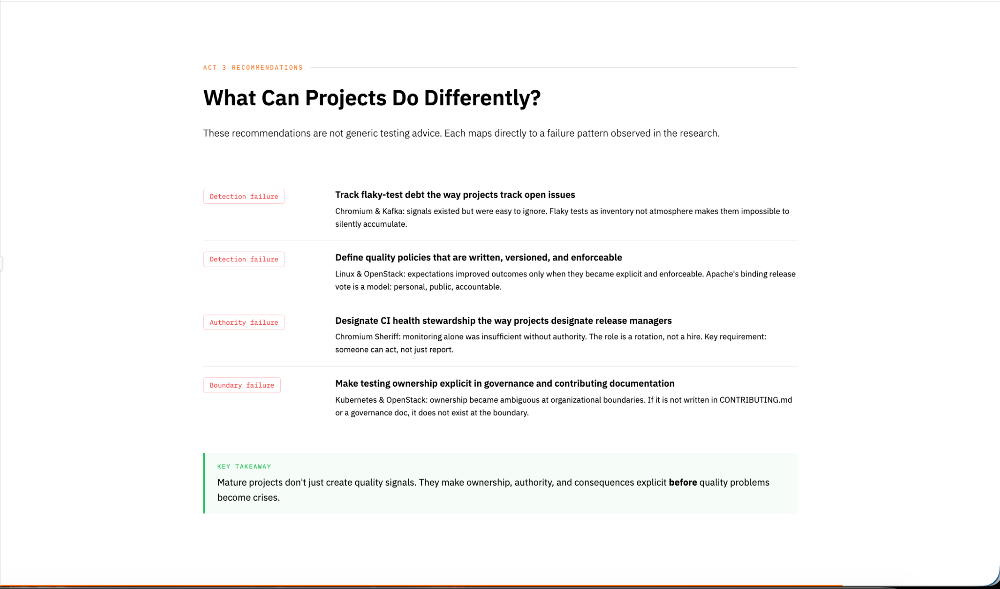 ACT 3 RECOMMENDATIONS
What Can Projects Do Differently?
These recommendations are not generic testing advice. Each maps directly to a failure pattern observed in the research.
Detection failure
Track flaky-test debt the way projects track open issues
Chromium & Kafka: signals existed but were easy to ignore. Flaky tests as inventory not atmosphere makes them impossible to
silently accumulate.
Detection failure
Define quality policies that are written, versioned, and enforceable
Linux & OpenStack: expectations improved outcomes only when they became explicit and enforceable. Apache's binding release
vote is a model: personal, public, accountable.
Authority failure
Designate CI health stewardship the way projects designate release managers
Chromium Sheriff: monitoring alone was insufficient without authority. The role is a rotation, not a hire. Key requirement:
someone can act, not just report.
Boundary failure
Make testing ownership explicit in governance and contributing documentation
Kubernetes & OpenStack: ownership became ambiguous at organizational boundaries. If it is not written in CONTRIBUTING.md
or a governance doc, it does not exist at the boundary.
KEY TAKEAWAY
Mature projects don't just create quality signals. They make ownership, authority, and consequences explicit before quality problems
become crises.